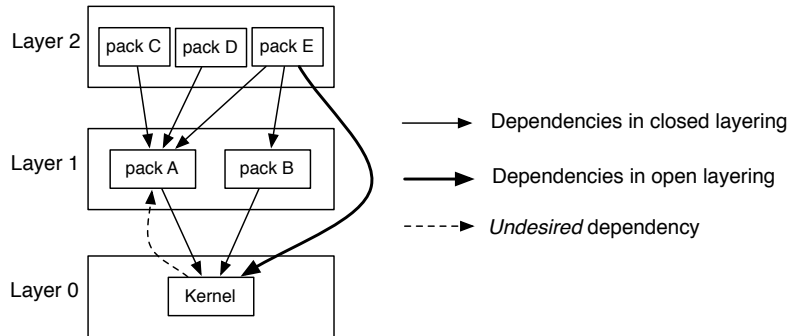 Layer 2
pack C
pack D
pack E
Layer 1
pack A
pack B
Layer 0
Kernel
Dependencies in closed layering
Dependencies in open layering
Undesired dependency